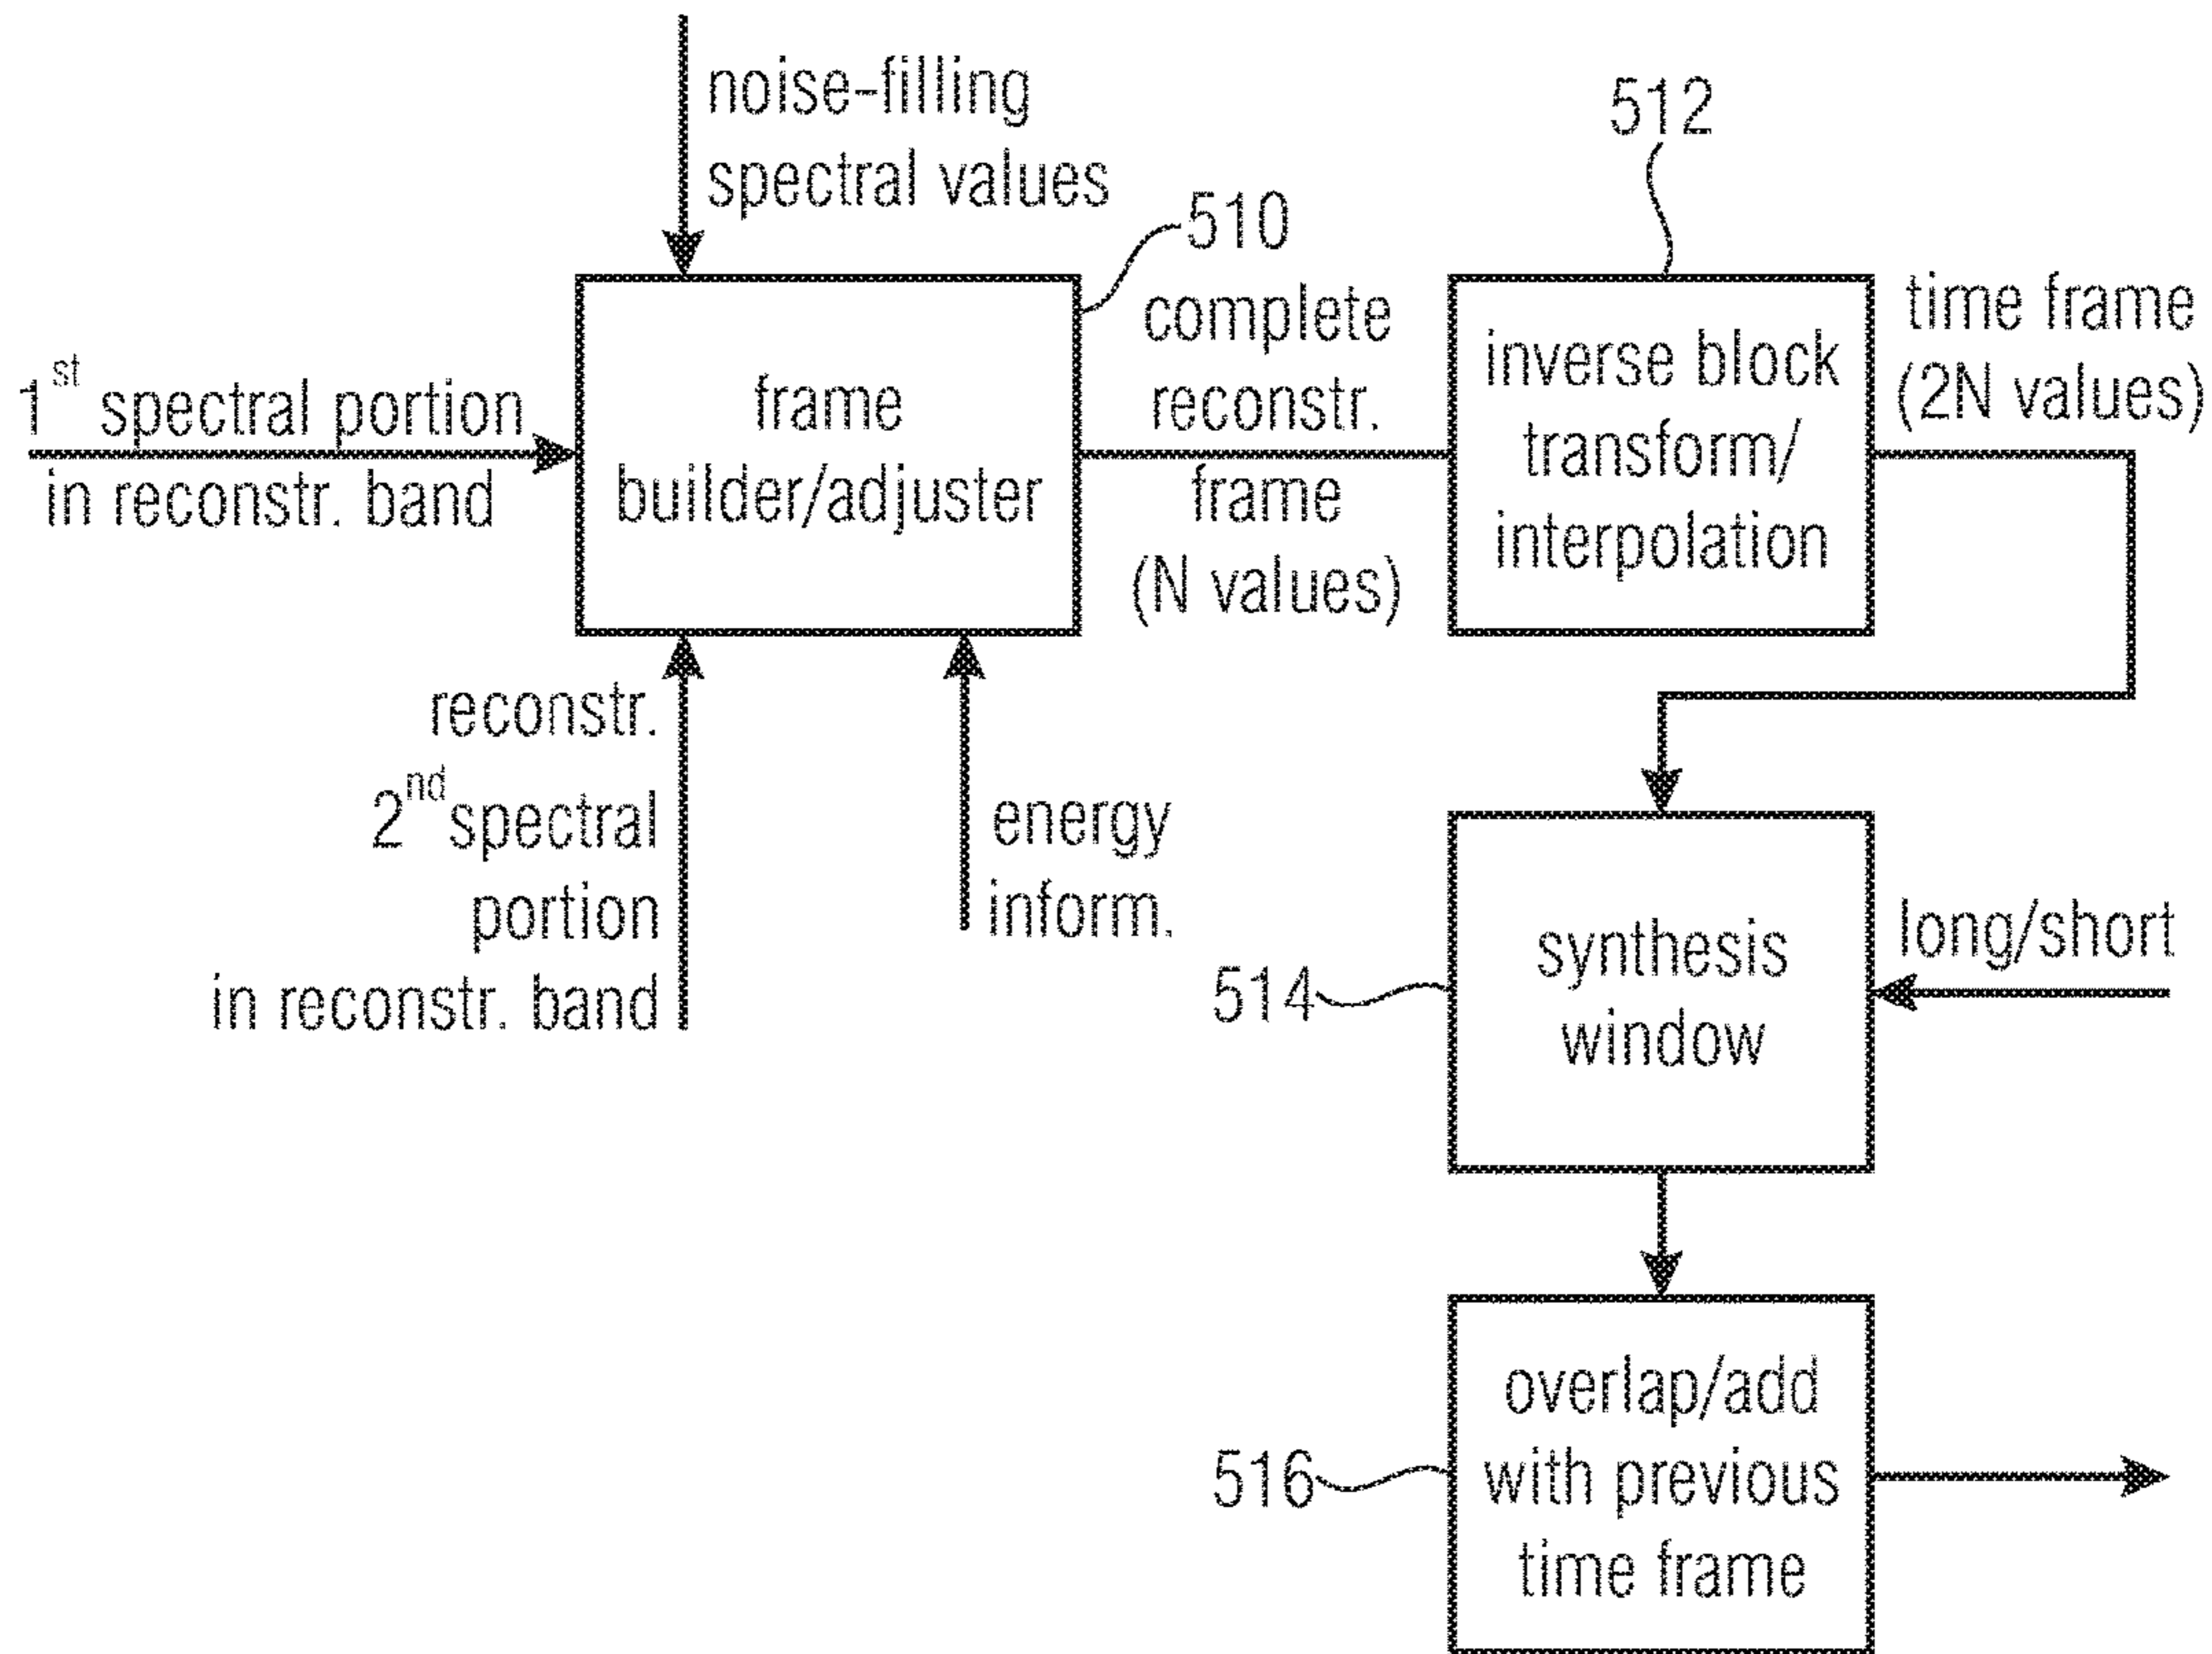 noise-filling
spectral values
512
510
1st spectral portion
in reconstr. band
frame
builder/adjuster
complete
reconstr.
frame
(N values)
inverse block
transform/
interpolation
time frame
(2N values)
reconstr.
2nd spectral
portion
in reconstr. band
energy
inform.
514
synthesis
window
long/short
516
overlap/add
with previous
time frame